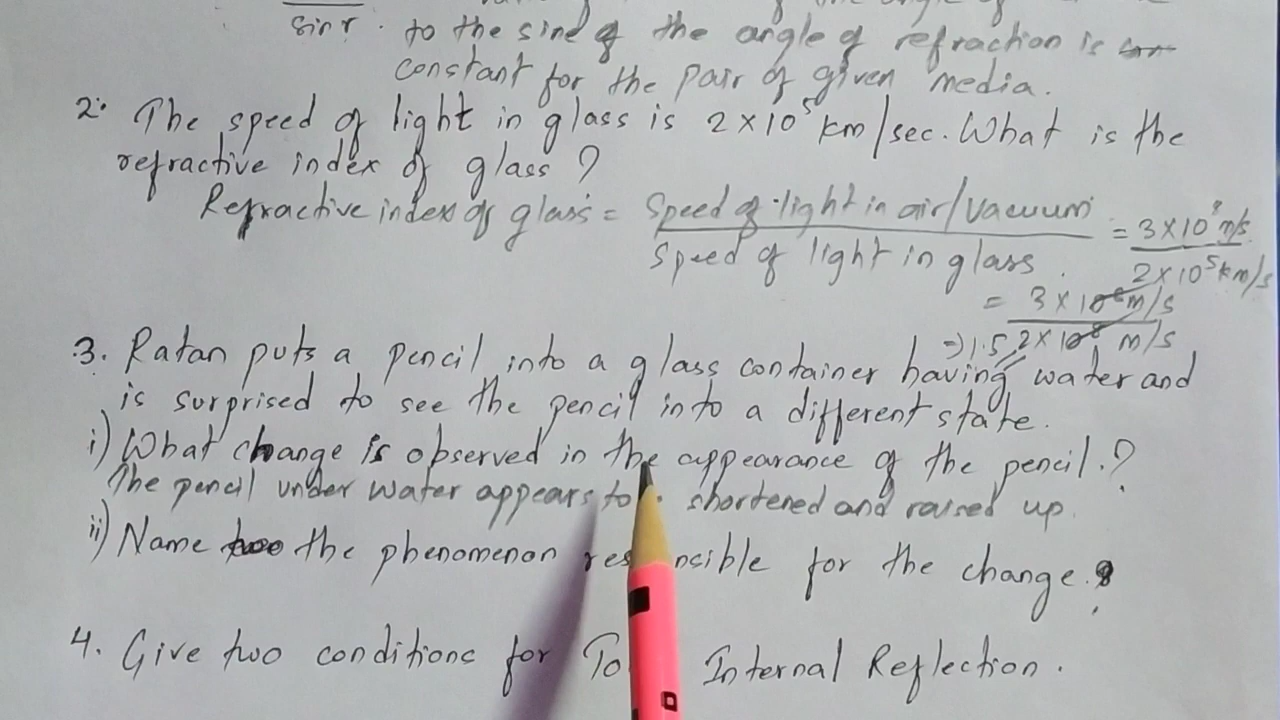 sin r . to the sine of the angle of refraction is
constant for the pair of given media.
2. The speed of light in glass is 2×10⁵ km/sec. What is the
refractive index of glass ?
Refractive index of glass = Speed of light in air/Vacuum = 3×10⁸ m/s
Speed of light in glass 2×10⁵ km/s
= 3×10⁸ m/s
⇒ 1.5 2×10⁸ m/s
3. Ratan puts a pencil into a glass container having water and
is surprised to see the pencil into a different state.
i) What change is observed in the appearance of the pencil.?
The pencil under water appears to shortened and raised up.
ii) Name the phenomenon res nsible for the change.?
4. Give two conditions for To Internal Reflection.